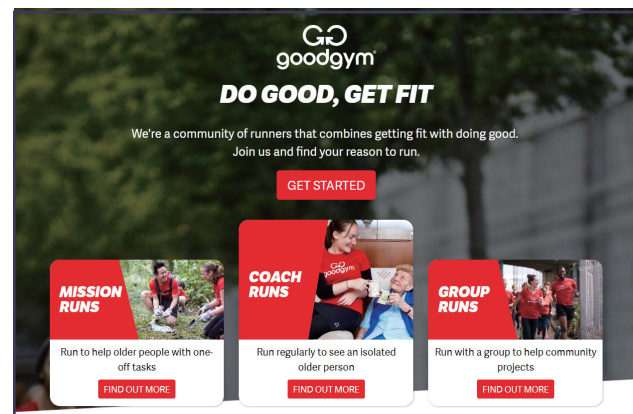 goodgym
DO GOOD, GET FIT
We're a community of runners that combines getting fit with doing good.
Join us and find your reason to run.
GET STARTED
MISSION
RUNS
Run to help older people with one-
off tasks
FIND OUT MORE
COACH
RUNS
goodgym
Run regularly to see an isolated
older person
FIND OUT MORE
GROUP
RUNS
Run with a group to help community
projects
FIND OUT MORE